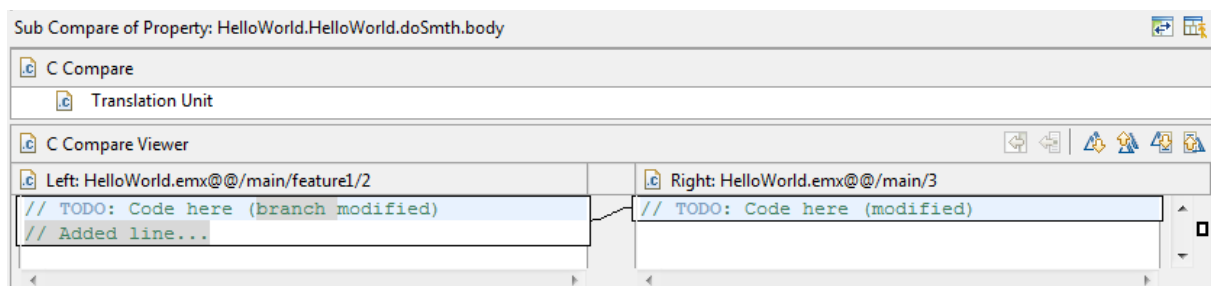 Sub Compare of Property: HelloWorld.HelloWorld.doSmth.body
.c C Compare
.c Translation Unit
.c C Compare Viewer
.c Left: HelloWorld.emx@@/main/feature1/2
.c Right: HelloWorld.emx@@/main/3
// TODO: Code here (branch modified)
// Added line...
// TODO: Code here (modified)